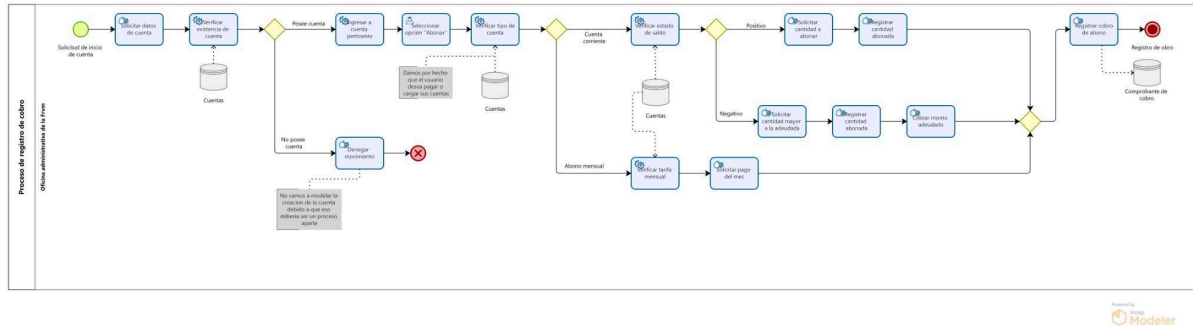 Proceso de registro de cobro
Oficina administrativa de la Frvm
Solicitud de inicio
de cuenta
Solicitar datos
de cuenta
Verificar
existencia de
cuenta
Cuentas
Posee cuenta
No posee
cuenta
Denegar
movimiento
No vamos a modelar la
creacion de la cuenta
debido a que eso
deberia ser un proceso
aparte
Ingresar a
cuenta
pertinente
Seleccionar
opción "Abonar"
Verificar tipo de
cuenta
Damos por hecho
que el usuario
desea pagar o
cargar sus cuentas
Cuentas
Cuenta
corriente
Abono mensual
Verificar estado
de saldo
Cuentas
Verificar tarifa
mensual
Solicitar pago
del mes
Positivo
Negativo
Solicitar
cantidad a
abonar
Registrar
cantidad
abonada
Solicitar
cantidad mayor
a la adeudada
Registrar
cantidad
abonada
Cobrar monto
adeudado
Registrar cobro
de abono
Registro de obro
Comprobante de
cobro
Powered by
bizagi
Modeler